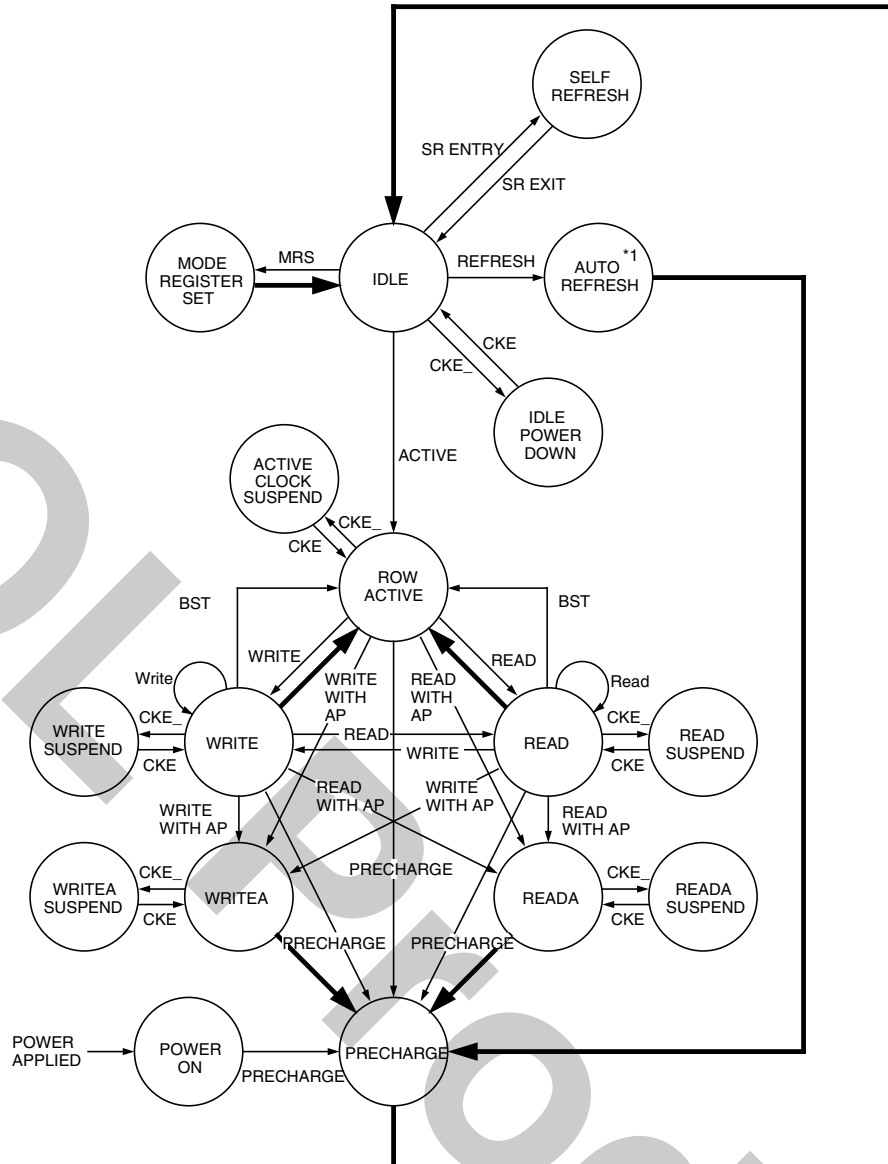 SELF
REFRESH
SR ENTRY
SR EXIT
MODE
REGISTER
SET
MRS
IDLE
REFRESH
AUTO *1
REFRESH
CKE
CKE_
IDLE
POWER
DOWN
ACTIVE
ACTIVE
CLOCK
SUSPEND
CKE_
CKE
ROW
ACTIVE
BST
BST
WRITE
READ
WRITE
WITH
AP
READ
WITH
AP
Write
Read
WRITE
SUSPEND
CKE_
CKE
WRITE
READ
WRITE
READ
CKE_
CKE
READ
SUSPEND
WRITE
WITH AP
READ
WITH AP
WRITE
WITH AP
READ
WITH AP
PRECHARGE
WRITEA
SUSPEND
CKE_
CKE
WRITEA
READA
CKE_
CKE
READA
SUSPEND
PRECHARGE
PRECHARGE
POWER
APPLIED
POWER
ON
PRECHARGE
PRECHARGE